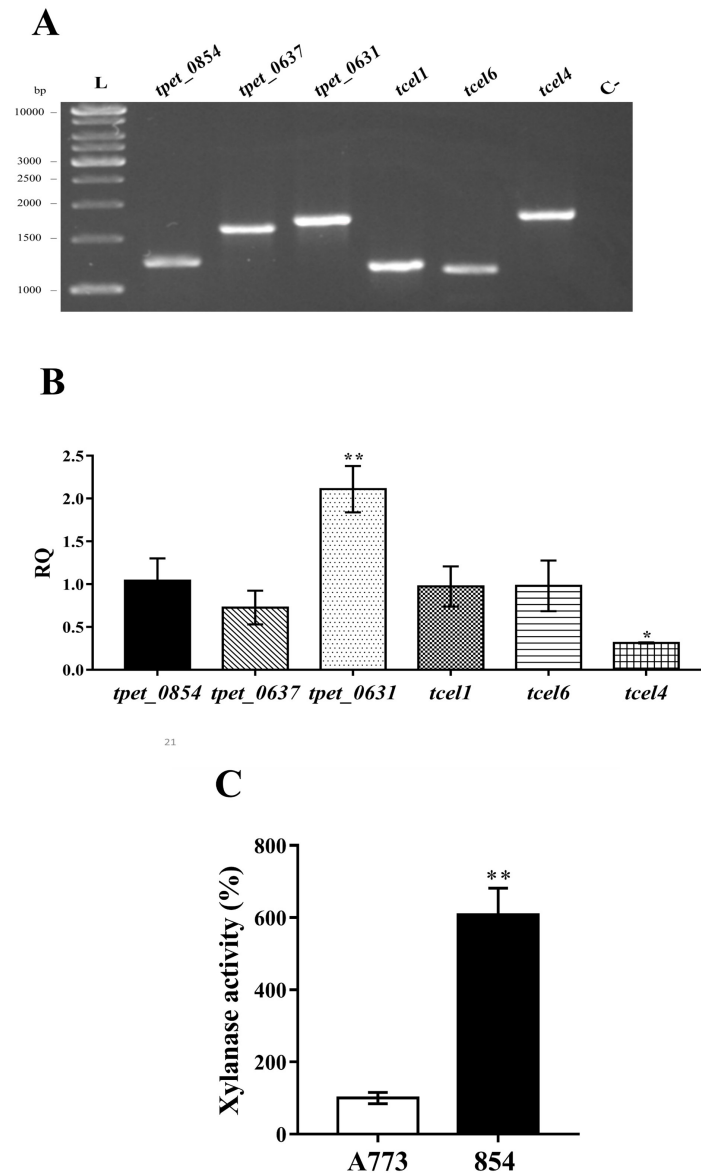 A
bp L tpet_0854 tpet_0637 tpet_0631 tcel1 tcel6 tcel4 C-
10000
3000
2500
2000
1500
1000
B
RQ
2.5
2.0
1.5
1.0
0.5
0.0
**
*
tpet_0854 tpet_0637 tpet_0631 tcel1 tcel6 tcel4
21
C
Xylanase activity (%)
800
600
400
200
0
**
A773 854